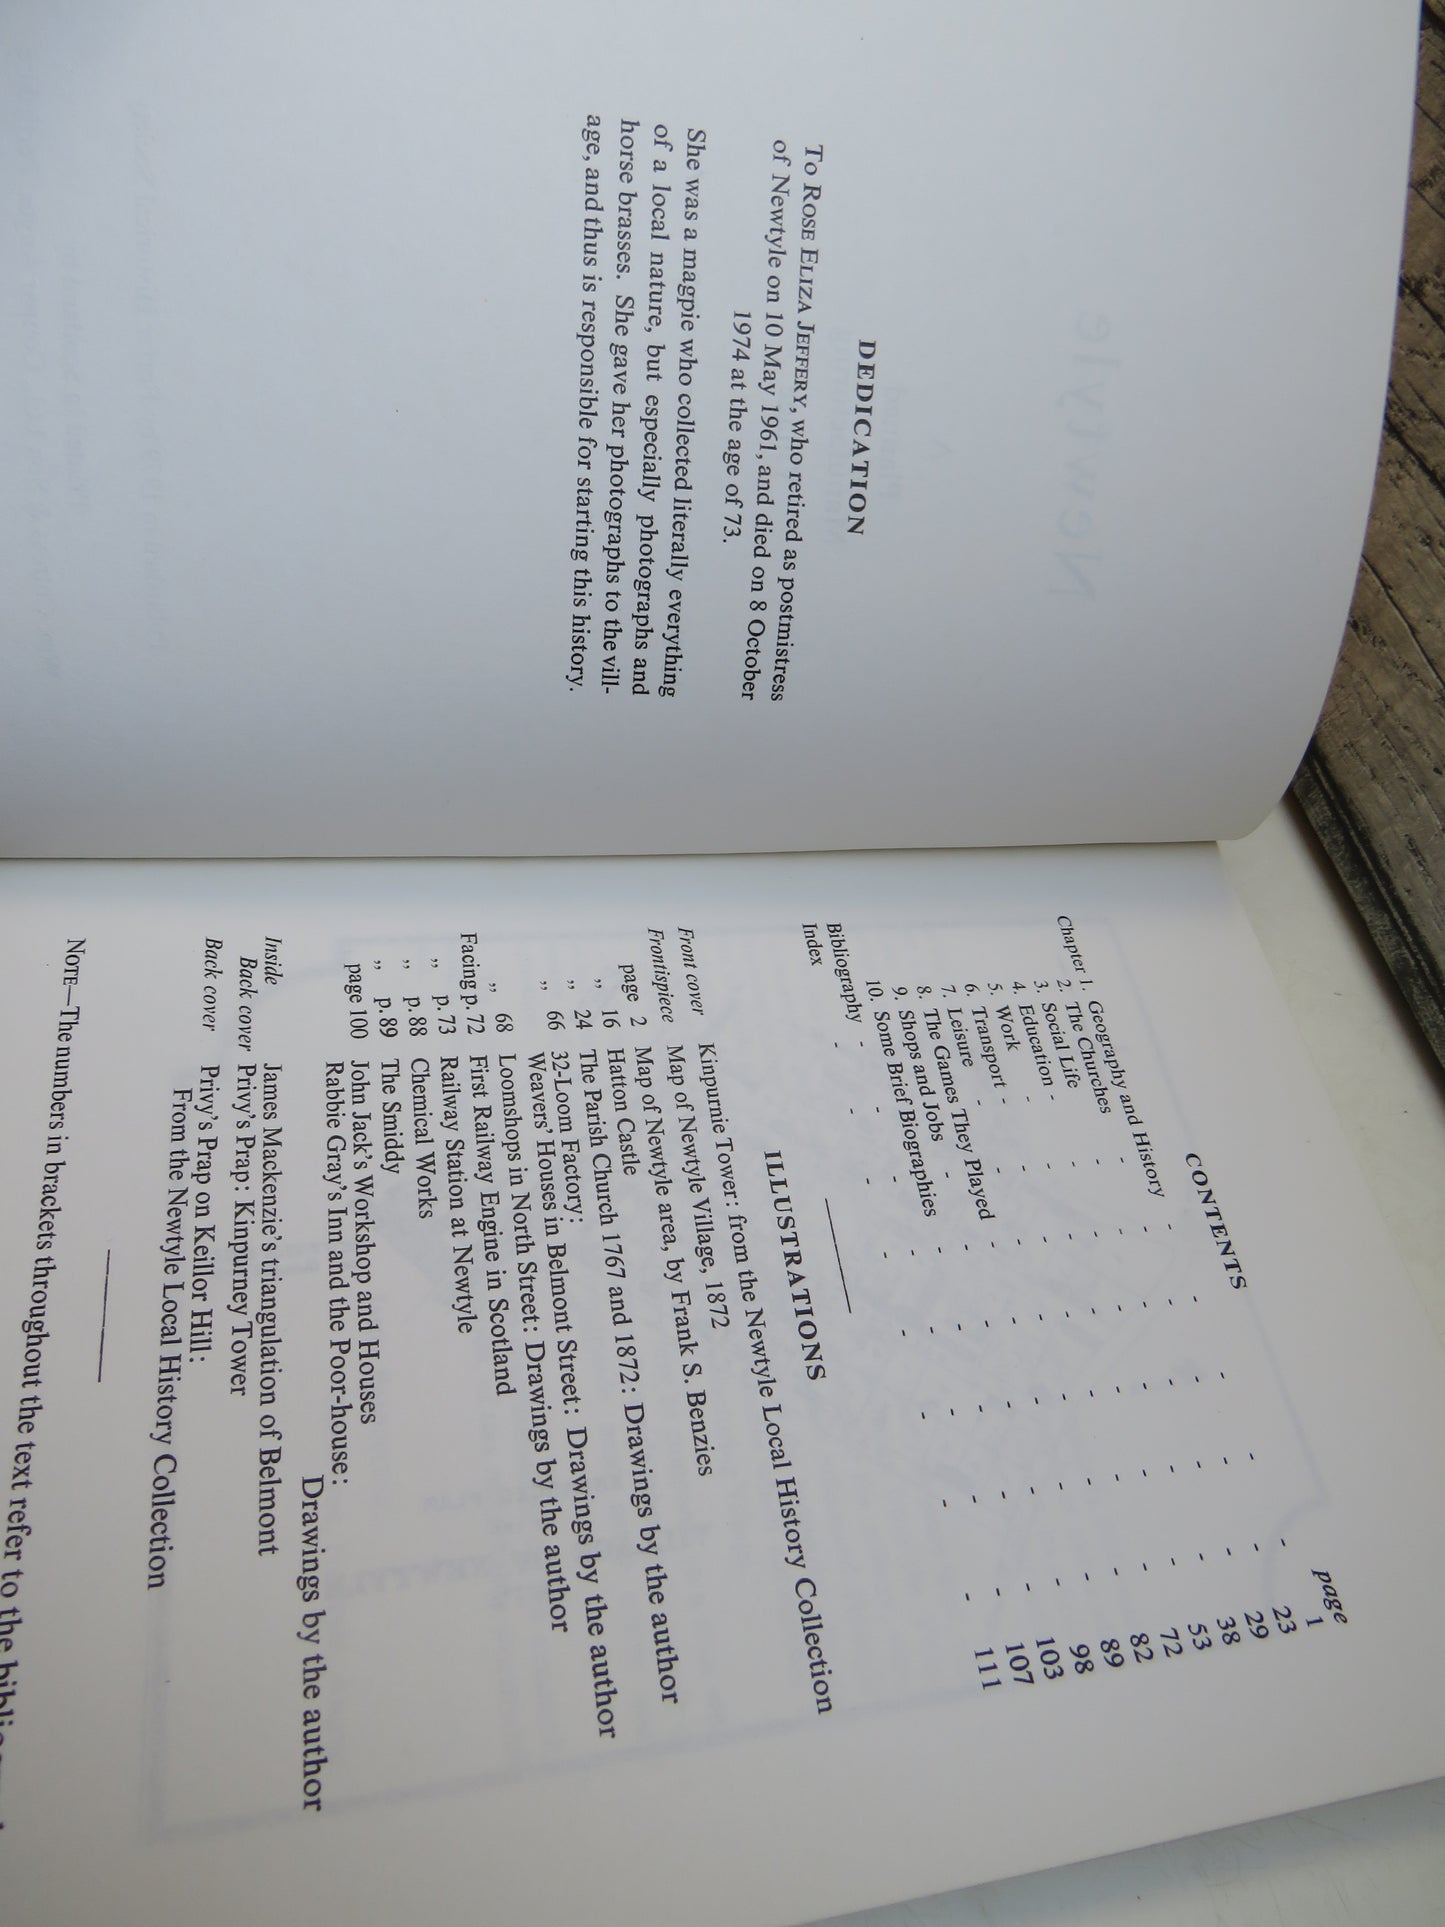 DEDICATION
To ROSE ELIZA JEFFERY, who retired as postmistress
of Newtyle on 10 May 1961, and died on 8 October
1974 at the age of 73.
She was a magpie who collected literally everything
of a local nature, but especially photographs and
horse brasses. She gave her photographs to the vill-
age, and thus is responsible for starting this history.
CONTENTS
page
Chapter 1. Geography and History - - - - - 1
2. The Churches - - - - - - 23
3. Social Life - - - - - - 29
4. Education - - - - - - 38
5. Work - - - - - - 53
6. Transport - - - - - - 72
7. Leisure - - - - - - 82
8. The Games They Played - - - - - 89
9. Shops and Jobs - - - - - - 98
10. Some Brief Biographies - - - - - 103
Bibliography - - - - - - 107
Index - - - - - - 111
ILLUSTRATIONS
Front cover Kinpurnie Tower: from the Newtyle Local History Collection
Frontispiece Map of Newtyle Village, 1872
page 2 Map of Newtyle area, by Frank S. Benzies
„ 16 Hatton Castle
„ 24 The Parish Church 1767 and 1872: Drawings by the author
„ 66 32-Loom Factory:
Weavers' Houses in Belmont Street: Drawings by the author
„ 68 Loomshops in North Street: Drawings by the author
Facing p. 72 First Railway Engine in Scotland
„ p. 73 Railway Station at Newtyle
„ p. 88 Chemical Works
„ p. 89 The Smiddy
page 100 John Jack's Workshop and Houses
Rabbie Gray's Inn and the Poor-house:
Drawings by the author
Inside
Back cover James Mackenzie's triangulation of Belmont
Privy's Prap: Kinpurney Tower
Back cover Privy's Prap on Keillor Hill:
From the Newtyle Local History Collection
NOTE—The numbers in brackets throughout the text refer to the